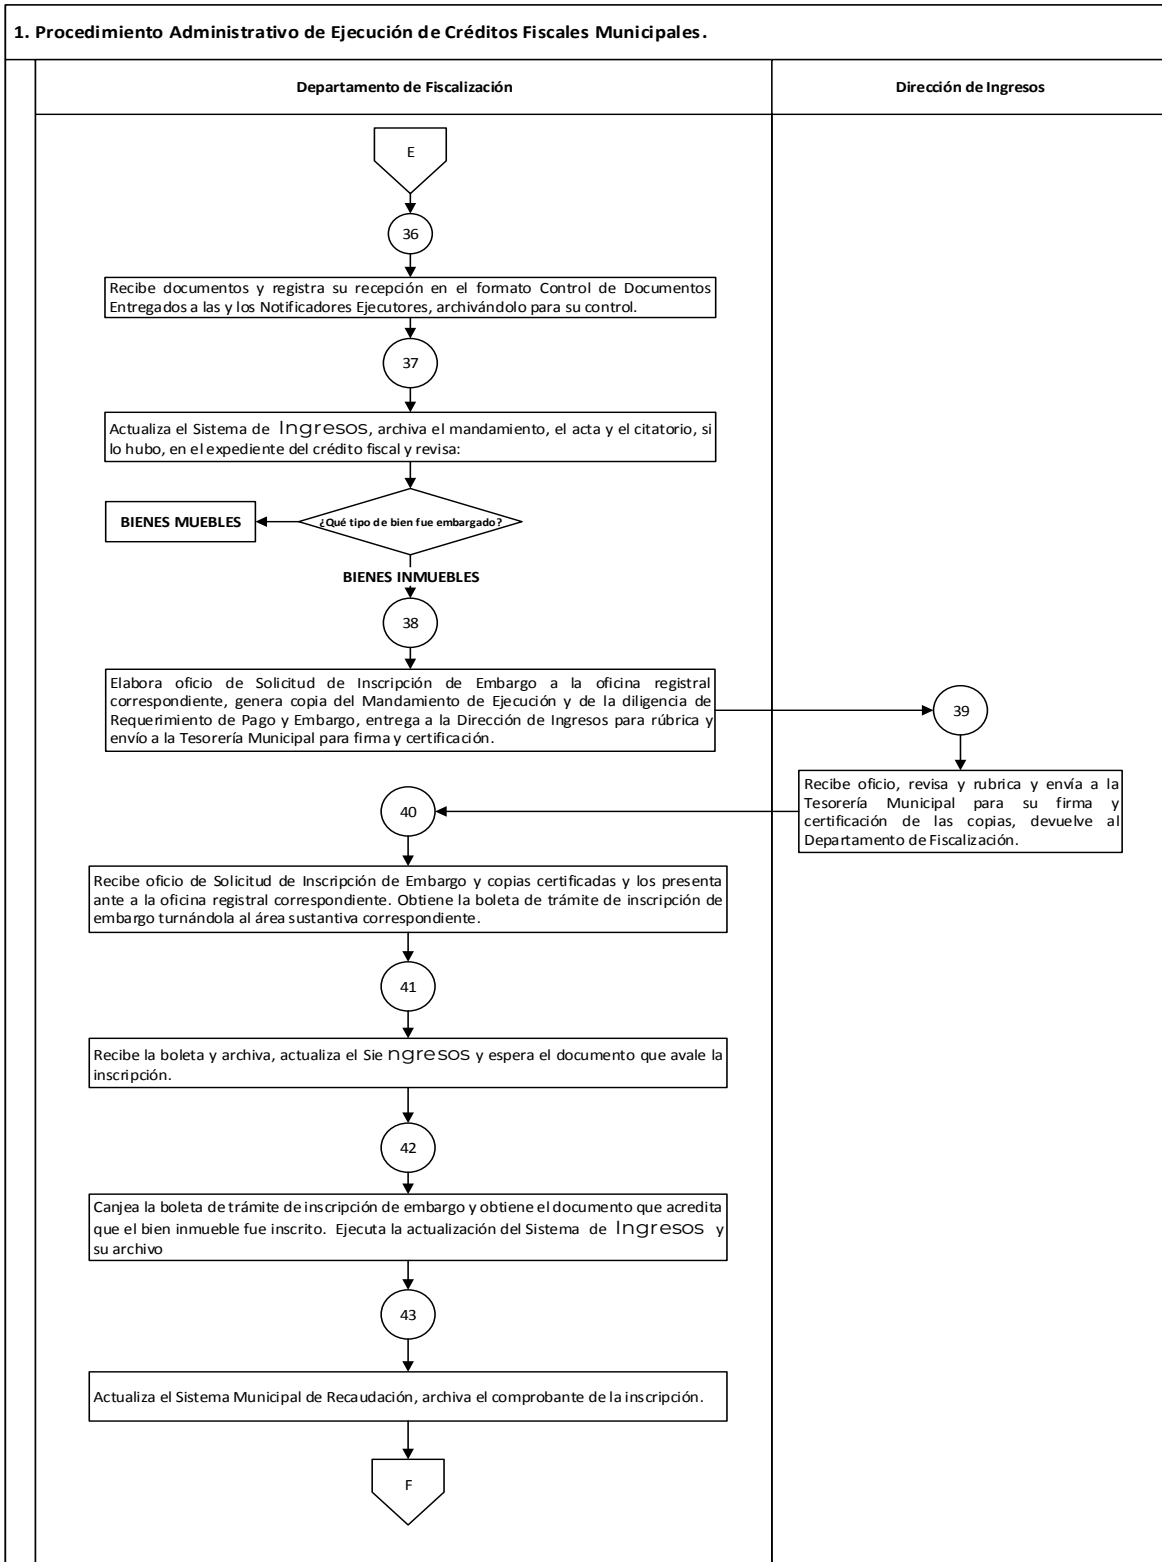 1. Procedimiento Administrativo de Ejecución de Créditos Fiscales Municipales.
Departamento de Fiscalización
Dirección de Ingresos
E
36
Recibe documentos y registra su recepción en el formato Control de Documentos
Entregados a las y los Notificadores Ejecutores, archivándolo para su control.
37
Actualiza el Sistema de Ingresos, archiva el mandamiento, el acta y el citatorio, si
lo hubo, en el expediente del crédito fiscal y revisa:
¿Qué tipo de bien fue embargado?
BIENES MUEBLES
BIENES INMUEBLES
38
Elabora oficio de Solicitud de Inscripción de Embargo a la oficina registral
correspondiente, genera copia del Mandamiento de Ejecución y de la diligencia de
Requerimiento de Pago y Embargo, entrega a la Dirección de Ingresos para rúbrica y
envío a la Tesorería Municipal para firma y certificación.
39
Recibe oficio, revisa y rubrica y envía a la
Tesorería Municipal para su firma y
certificación de las copias, devuelve al
Departamento de Fiscalización.
40
Recibe oficio de Solicitud de Inscripción de Embargo y copias certificadas y los presenta
ante a la oficina registral correspondiente. Obtiene la boleta de trámite de inscripción de
embargo turnándola al área sustantiva correspondiente.
41
Recibe la boleta y archiva, actualiza el Sie ngresos y espera el documento que avale la
inscripción.
42
Canjea la boleta de trámite de inscripción de embargo y obtiene el documento que acredita
que el bien inmueble fue inscrito. Ejecuta la actualización del Sistema de Ingresos y
su archivo
43
Actualiza el Sistema Municipal de Recaudación, archiva el comprobante de la inscripción.
F